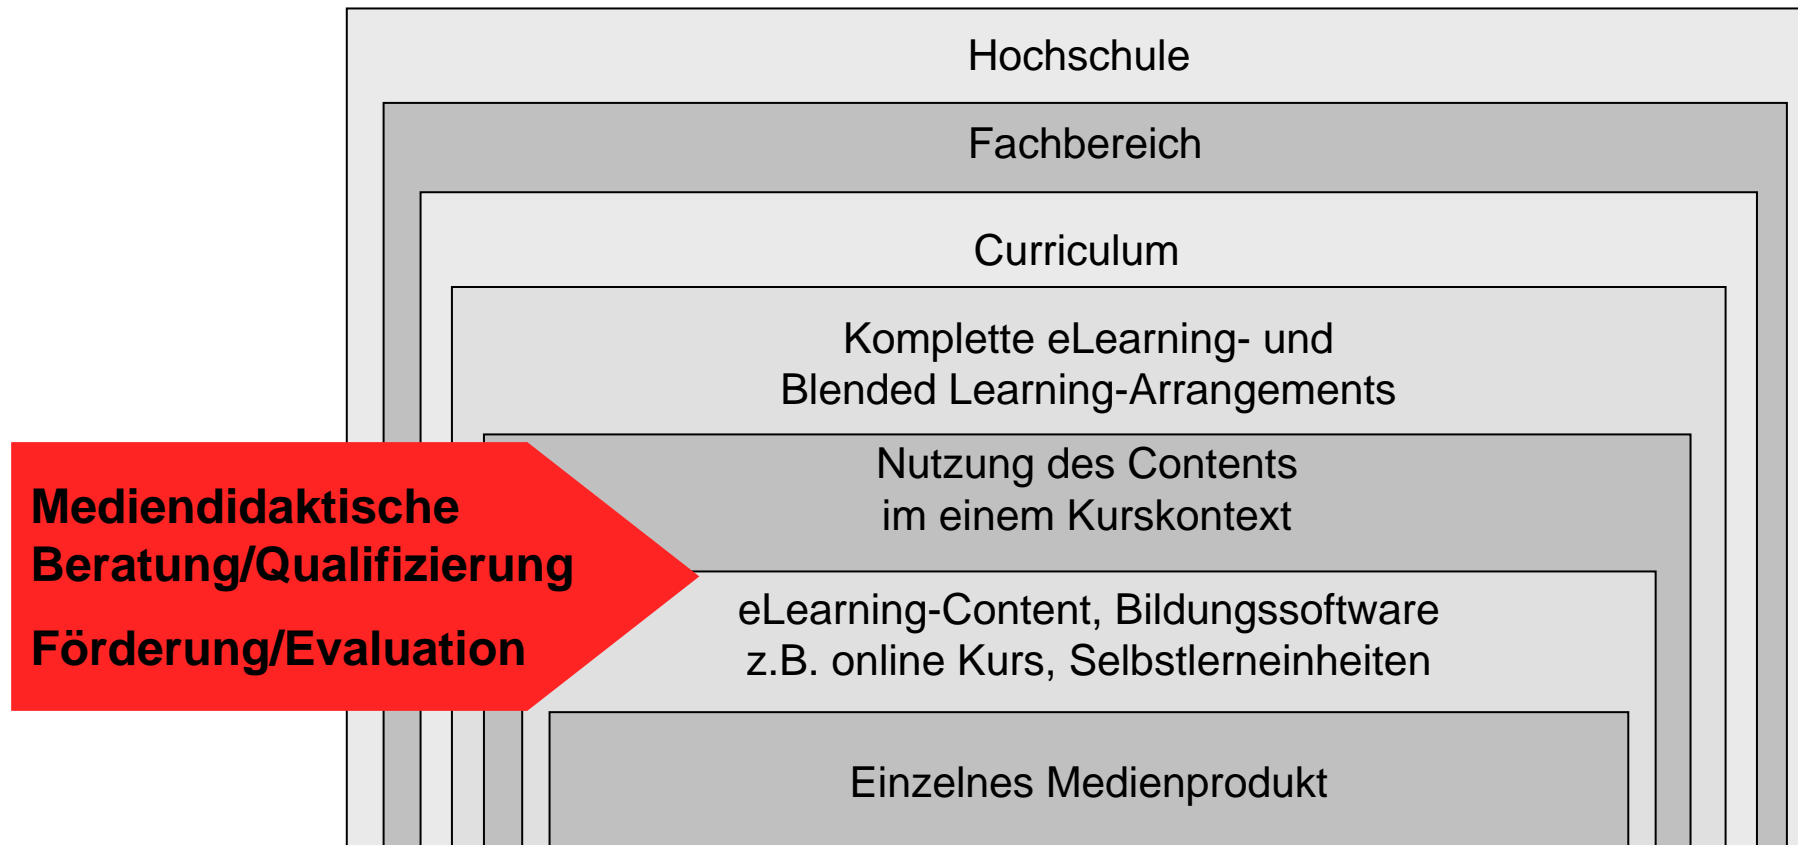 Hochschule
Fachbereich
Curriculum
Komplette eLearning- und
Blended Learning-Arrangements
Nutzung des Contents
im einem Kurskontext
Mediendidaktische
Beratung/Qualifizierung
Förderung/Evaluation
eLearning-Content, Bildungssoftware
z.B. online Kurs, Selbstlerneinheiten
Einzelnes Medienprodukt